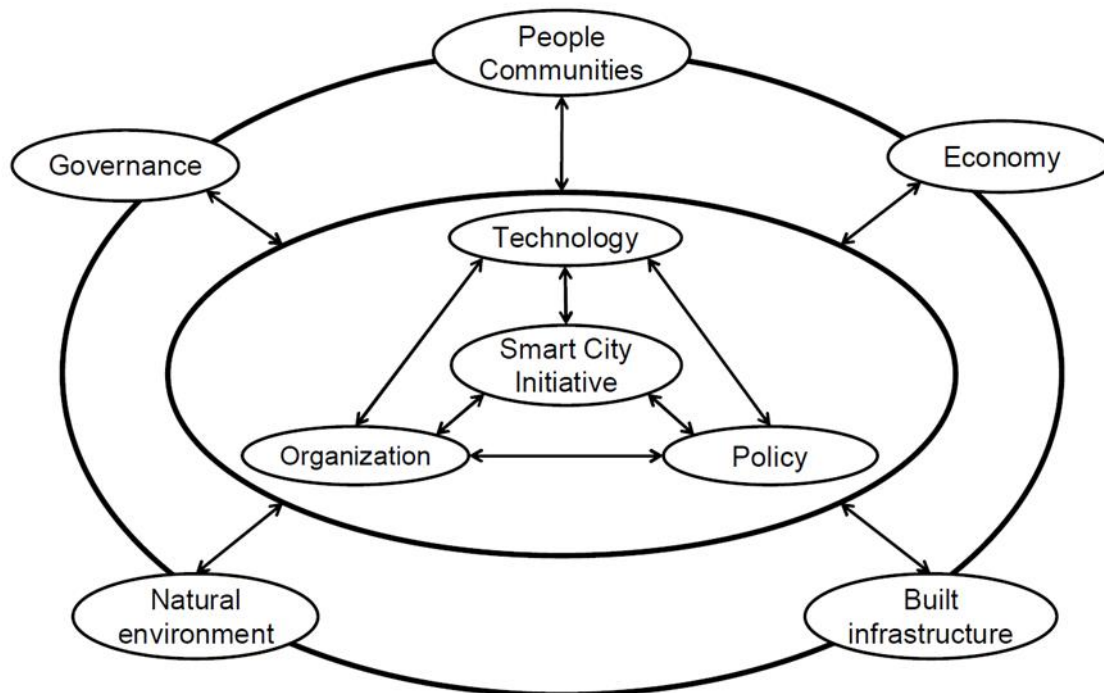 People
Communities
Governance
Economy
Technology
Smart City
Initiative
Organization
Policy
Natural
environment
Built
infrastructure